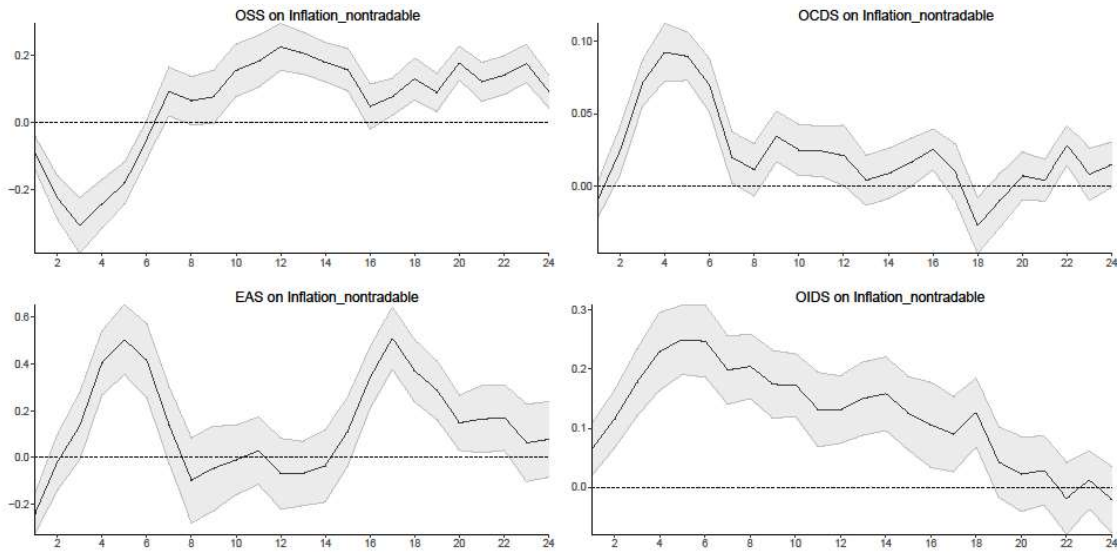 OSS on Inflation_nontradable
0.2
0.0
−0.2
2 4 6 8 10 12 14 16 18 20 22 24
OCDS on Inflation_nontradable
0.10
0.05
0.00
2 4 6 8 10 12 14 16 18 20 22 24
EAS on Inflation_nontradable
0.6
0.4
0.2
0.0
−0.2
2 4 6 8 10 12 14 16 18 20 22 24
OIDS on Inflation_nontradable
0.3
0.2
0.1
0.0
2 4 6 8 10 12 14 16 18 20 22 24